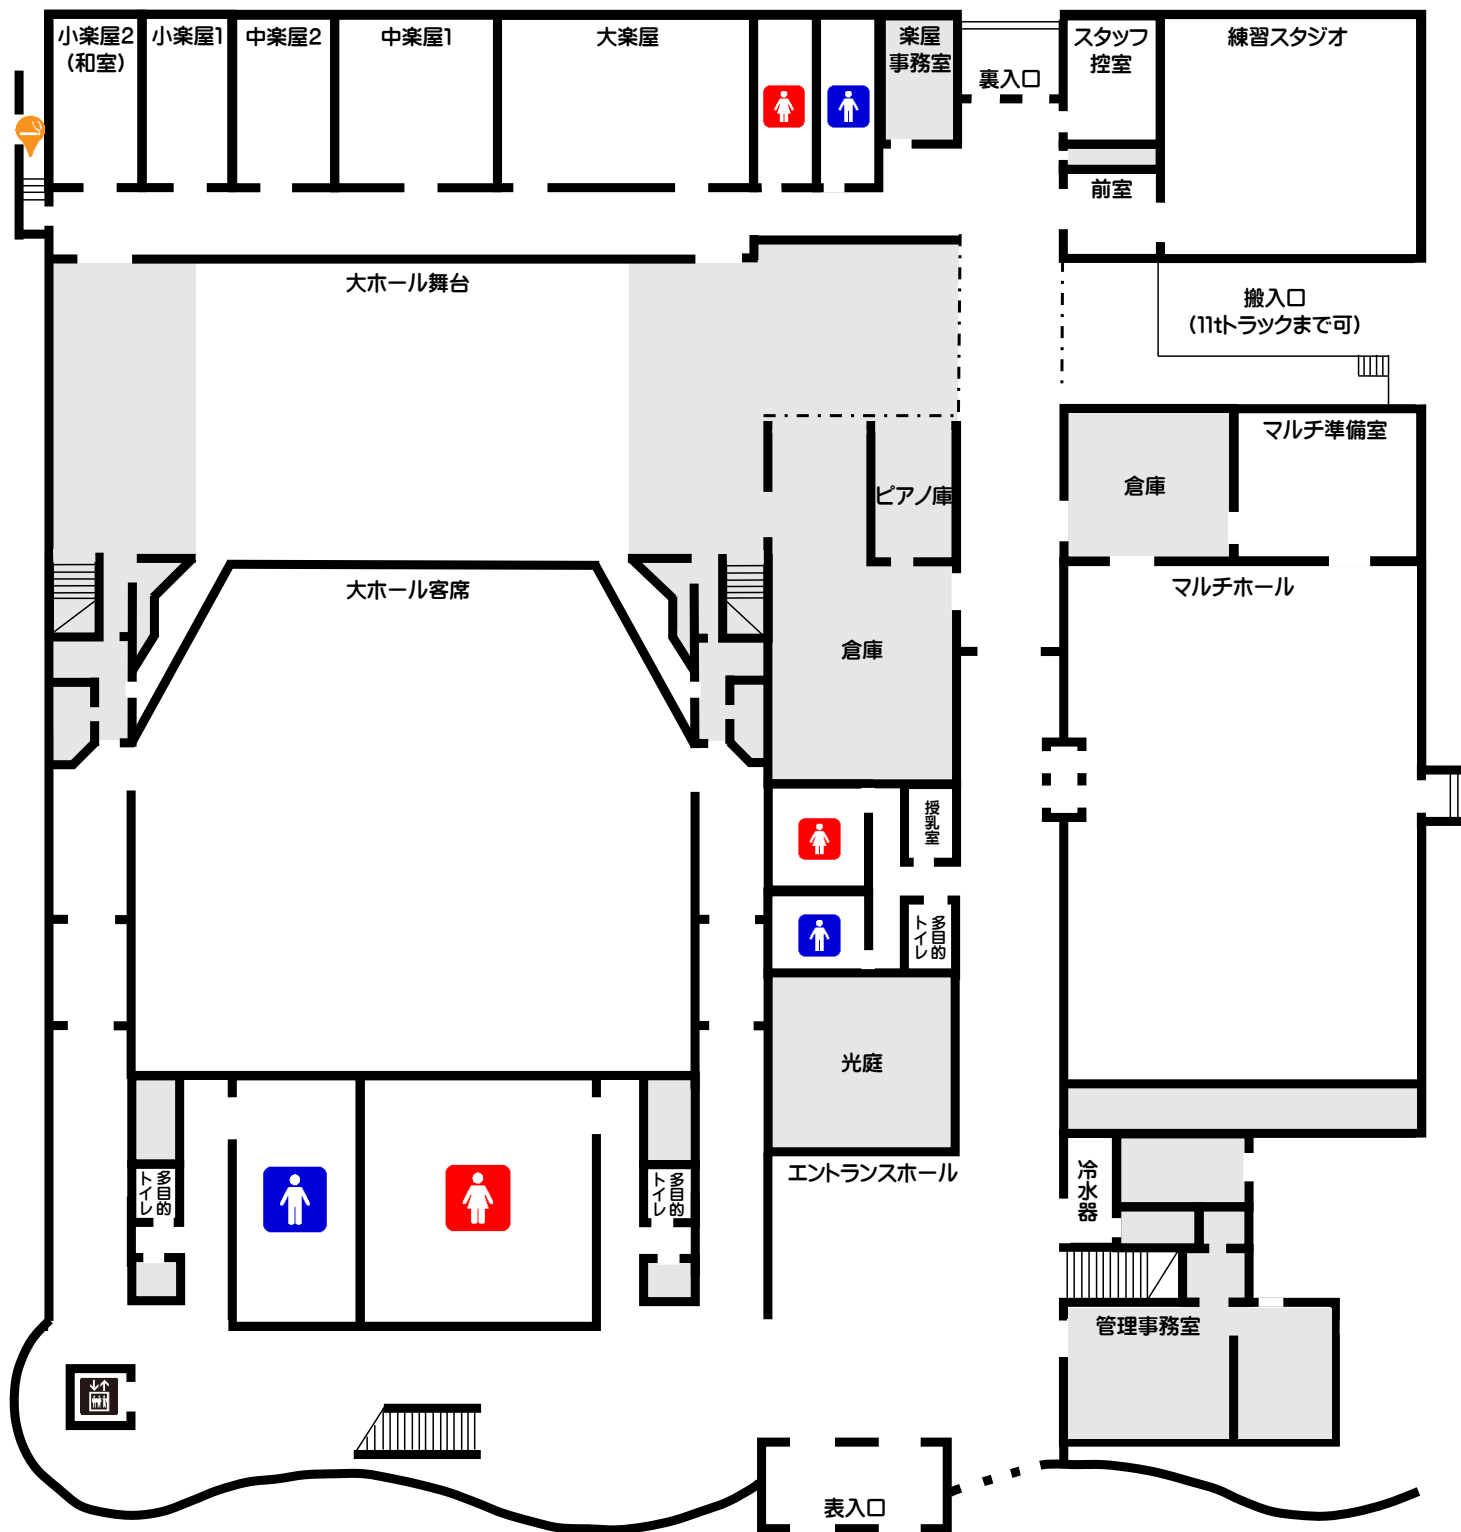 小楽屋2
(和室)
小楽屋1
中楽屋2
中楽屋1
大楽屋
楽屋
事務室
裏入口
スタッフ
控室
練習スタジオ
前室
大ホール舞台
搬入口
(11tトラックまで可)
マルチ準備室
倉庫
ピアノ庫
大ホール客席
マルチホール
倉庫
授乳室
多目的
トイレ
光庭
エントランスホール
冷水器
多目的
トイレ
多目的
トイレ
管理事務室
表入口